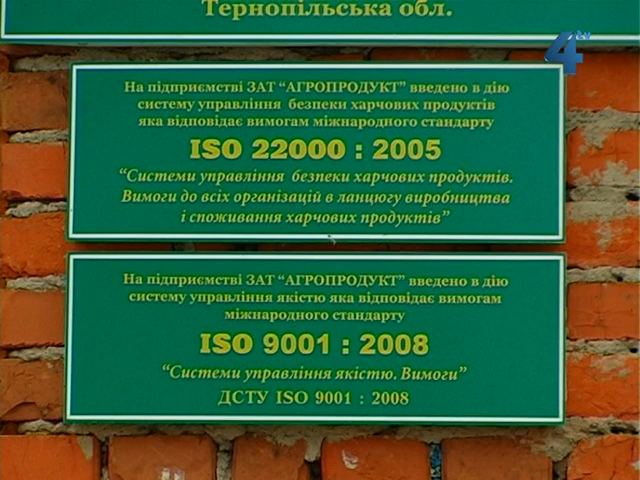 Тернопільська обл.
4tv
На підприємстві ЗАТ “АГРОПРОДУКТ” введено в дію
систему управління безпеки харчових продуктів
яка відповідає вимогам міжнародного стандарту
ISO 22000 : 2005
“Системи управління безпеки харчових продуктів.
Вимоги до всіх організацій в ланцюгу виробництва
і споживання харчових продуктів”
На підприємстві ЗАТ “АГРОПРОДУКТ” введено в дію
систему управління якістю яка відповідає вимогам
міжнародного стандарту
ISO 9001 : 2008
“Системи управління якістю. Вимоги”
ДСТУ ISO 9001 : 2008